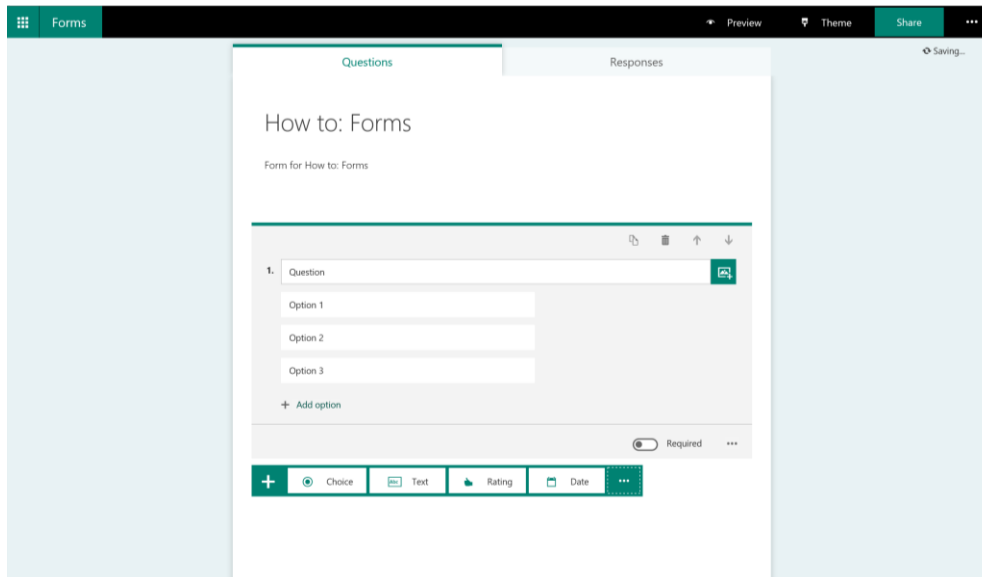 Forms Preview Theme Share
Saving...
Questions Responses
How to: Forms
Form for How to: Forms
1. Question
Option 1
Option 2
Option 3
+ Add option
Required
+ Choice Text Rating Date